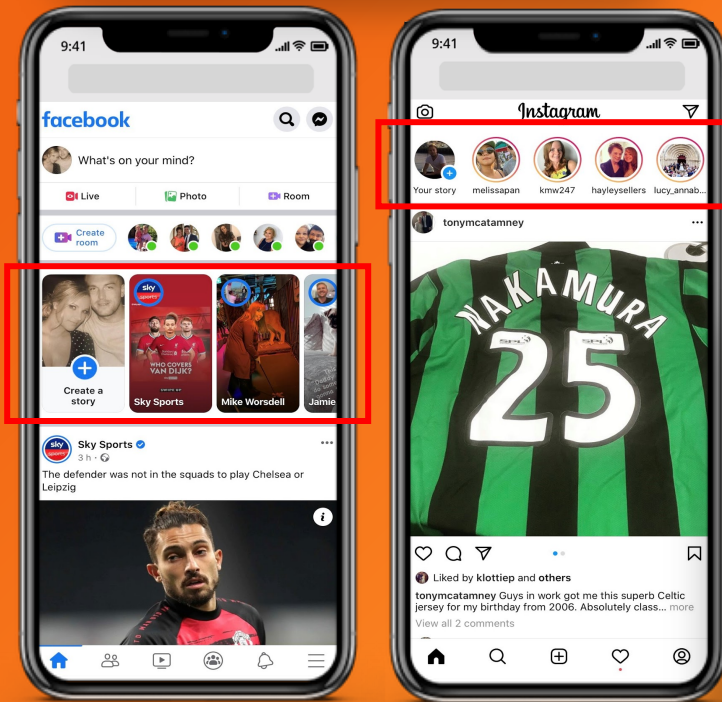 9:41
facebook
What's on your mind?
Live
Photo
Room
Create
room
sky
sports
WHO COVERS
VAN DIJK?
Create a
story
Sky Sports
Mike Worsdell
Jamie
sky
sports
Sky Sports
3 h
The defender was not in the squads to play Chelsea or
Leipzig
9:41
Instagram
Your story
melissapan
kmw247
hayleysellers
lucy_annab...
tonymcatamney
NAKAMURA
25
Liked by klottiep and others
tonymcatamney Guys in work got me this superb Celtic
jersey for my birthday from 2006. Absolutely class... more
View all 2 comments